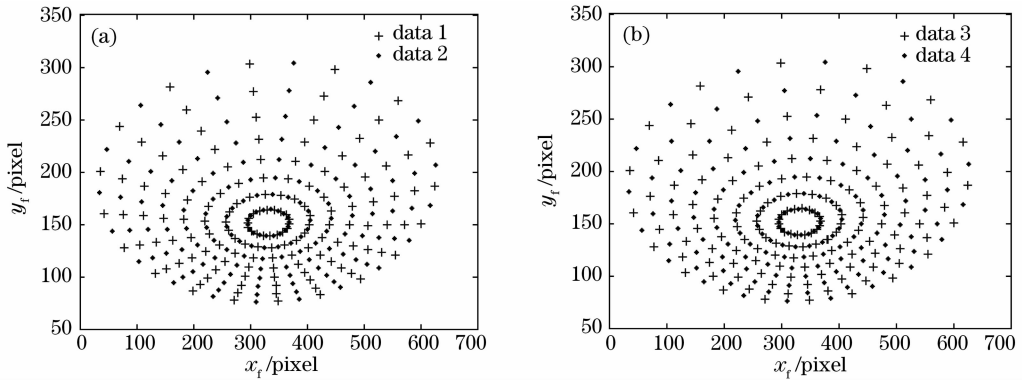 (a)
+ data 1
• data 2
350
300
250
200
150
100
50
y_f /pixel
0 100 200 300 400 500 600 700
x_f /pixel
(b)
+ data 3
• data 4
350
300
250
200
150
100
50
y_f /pixel
0 100 200 300 400 500 600 700
x_f /pixel